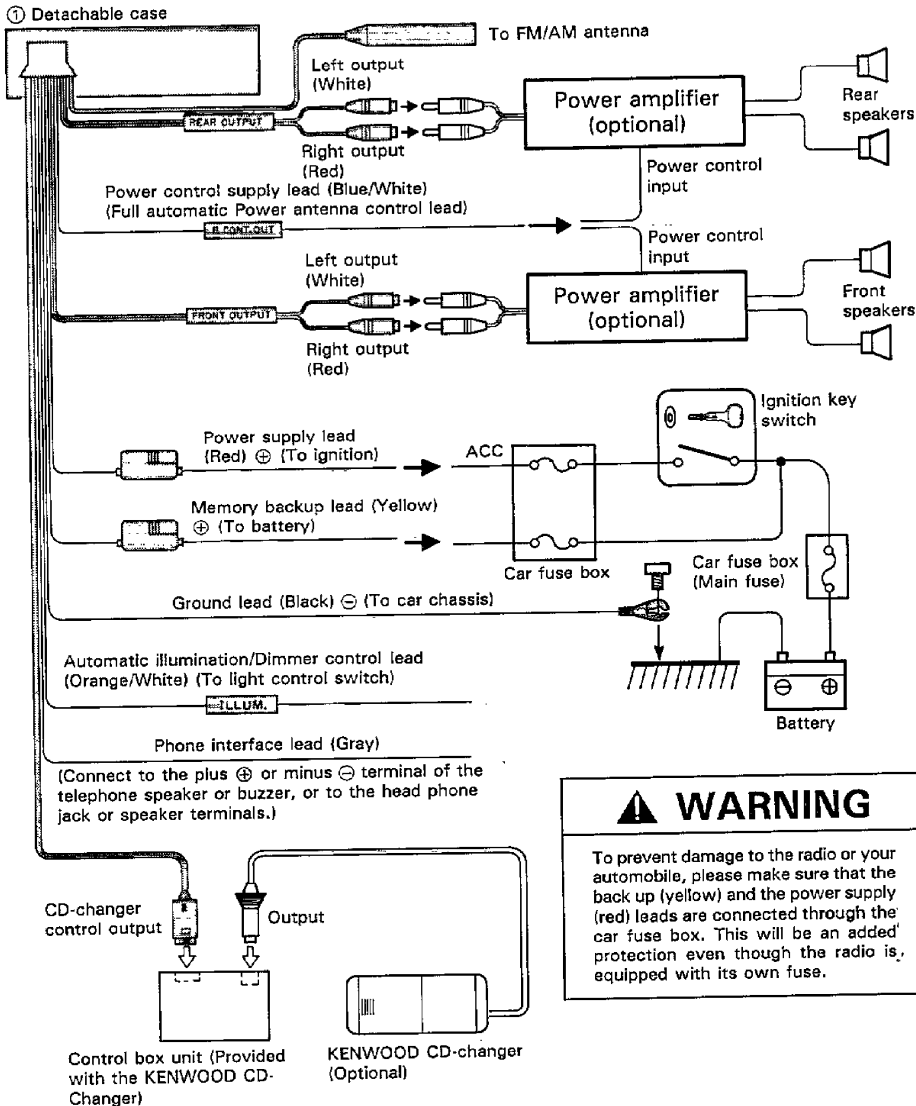 ① Detachable case
To FM/AM antenna
Left output
(White)
REAR OUTPUT
Right output
(Red)
Power amplifier
(optional)
Rear
speakers
Power control
input
Power control supply lead (Blue/White)
(Full automatic Power antenna control lead)
P.CONT.OUT
Power control
input
Left output
(White)
FRONT OUTPUT
Right output
(Red)
Power amplifier
(optional)
Front
speakers
Ignition key
switch
Power supply lead
(Red) ⊕ (To ignition)
ACC
Memory backup lead (Yellow)
⊕ (To battery)
Car fuse box
Car fuse box
(Main fuse)
Ground lead (Black) ⊖ (To car chassis)
⊖ ⊕
Battery
Automatic illumination/Dimmer control lead
(Orange/White) (To light control switch)
ILLUM.
Phone interface lead (Gray)
(Connect to the plus ⊕ or minus ⊖ terminal of the
telephone speaker or buzzer, or to the head phone
jack or speaker terminals.)
CD-changer
control output
Output
Control box unit (Provided
with the KENWOOD CD-
Changer)
KENWOOD CD-changer
(Optional)
WARNING
To prevent damage to the radio or your
automobile, please make sure that the
back up (yellow) and the power supply
(red) leads are connected through the
car fuse box. This will be an added
protection even though the radio is
equipped with its own fuse.